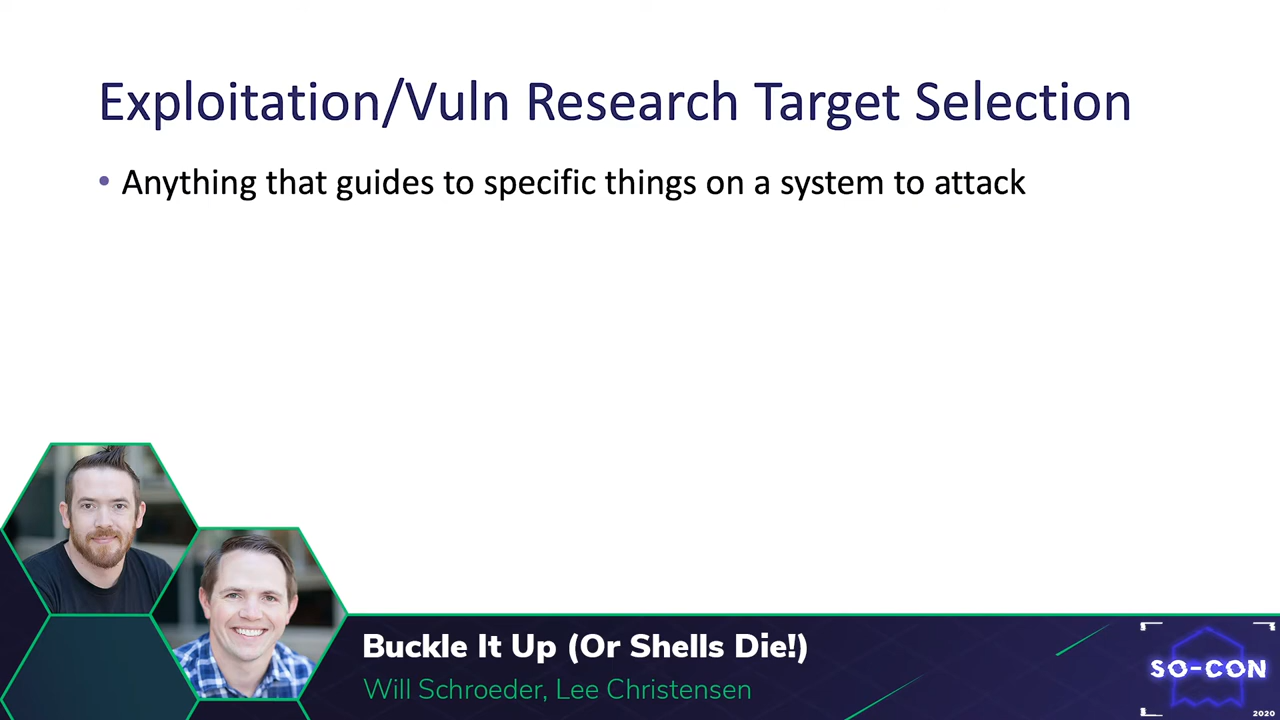 Exploitation/Vuln Research Target Selection
• Anything that guides to specific things on a system to attack
Buckle It Up (Or Shells Die!)
Will Schroeder, Lee Christensen
SO-CON
2020